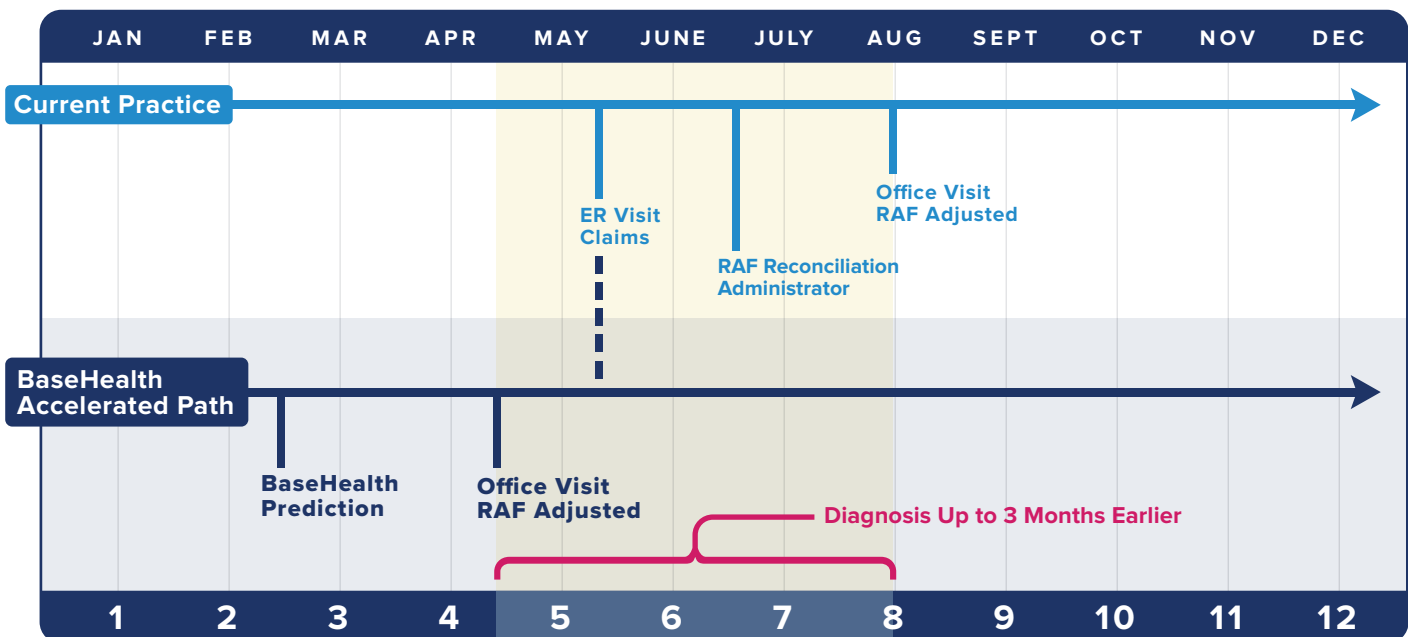 JAN FEB MAR APR MAY JUNE JULY AUG SEPT OCT NOV DEC
Current Practice
ER Visit
Claims
RAF Reconciliation
Administrator
Office Visit
RAF Adjusted
BaseHealth
Accelerated Path
BaseHealth
Prediction
Office Visit
RAF Adjusted
Diagnosis Up to 3 Months Earlier
1 2 3 4 5 6 7 8 9 10 11 12